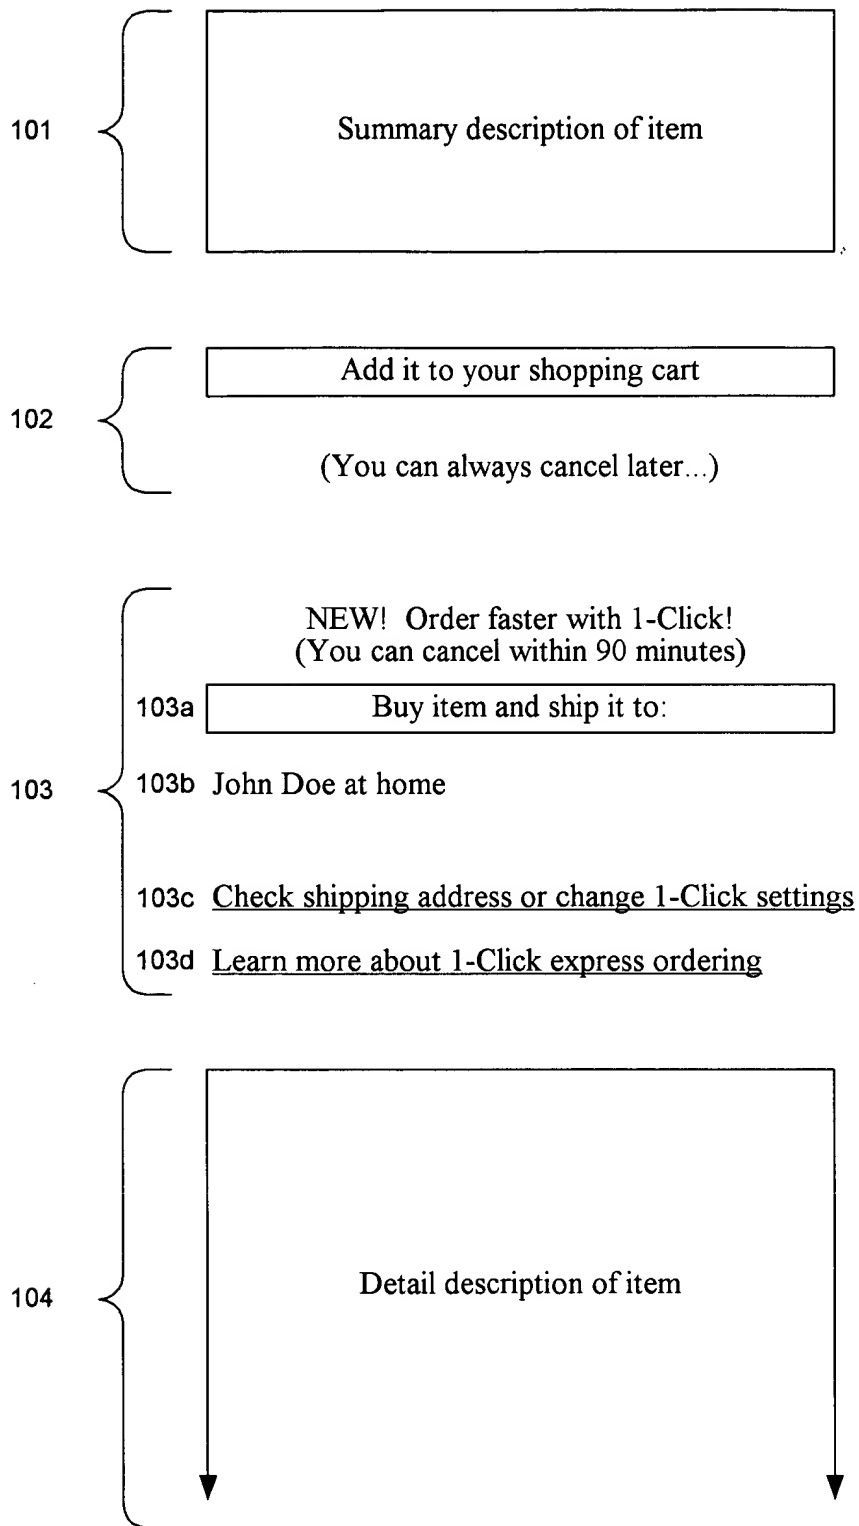 101
Summary description of item
102
Add it to your shopping cart
(You can always cancel later...)
103
NEW! Order faster with 1-Click!
(You can cancel within 90 minutes)
103a Buy item and ship it to:
103b John Doe at home
103c Check shipping address or change 1-Click settings
103d Learn more about 1-Click express ordering
104
Detail description of item